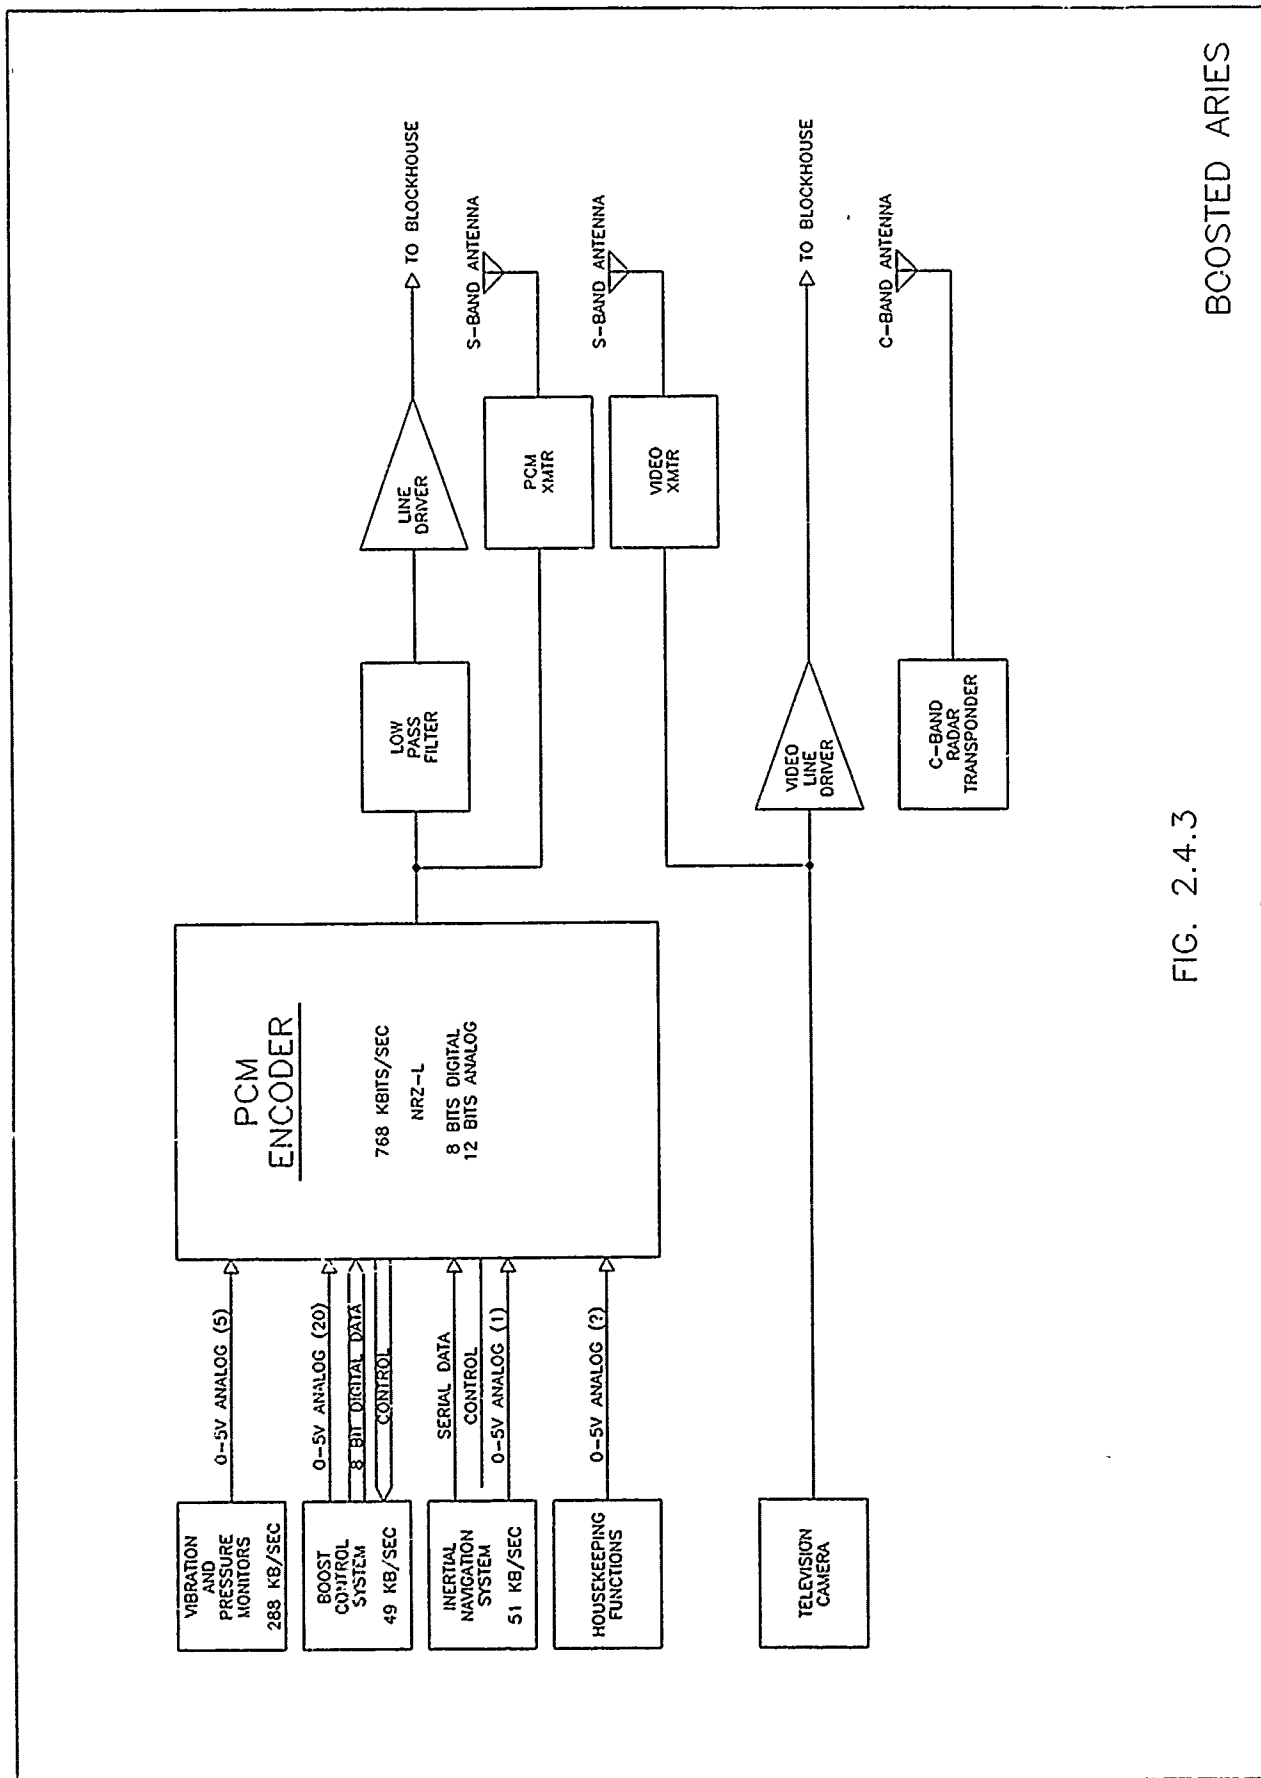 VIBRATION
AND
PRESSURE
MONITORS
288 KB/SEC
0-5V ANALOG (5)
BOOST
CONTROL
SYSTEM
49 KB/SEC
0-5V ANALOG (20)
8 BIT DIGITAL DATA
CONTROL
INERTIAL
NAVIGATION
SYSTEM
51 KB/SEC
SERIAL DATA
CONTROL
0-5V ANALOG (1)
HOUSEKEEPING
FUNCTIONS
0-5V ANALOG (?)
TELEVISION
CAMERA
PCM
ENCODER
768 KBITS/SEC
NRZ-L
8 BITS DIGITAL
12 BITS ANALOG
LOW
PASS
FILTER
LINE
DRIVER
TO BLOCKHOUSE
PCM
XMTR
S-BAND ANTENNA
VIDEO
XMTR
S-BAND ANTENNA
VIDEO
LINE
DRIVER
TO BLOCKHOUSE
C-BAND
RADAR
TRANSPONDER
C-BAND ANTENNA
FIG. 2.4.3
BOOSTED ARIES